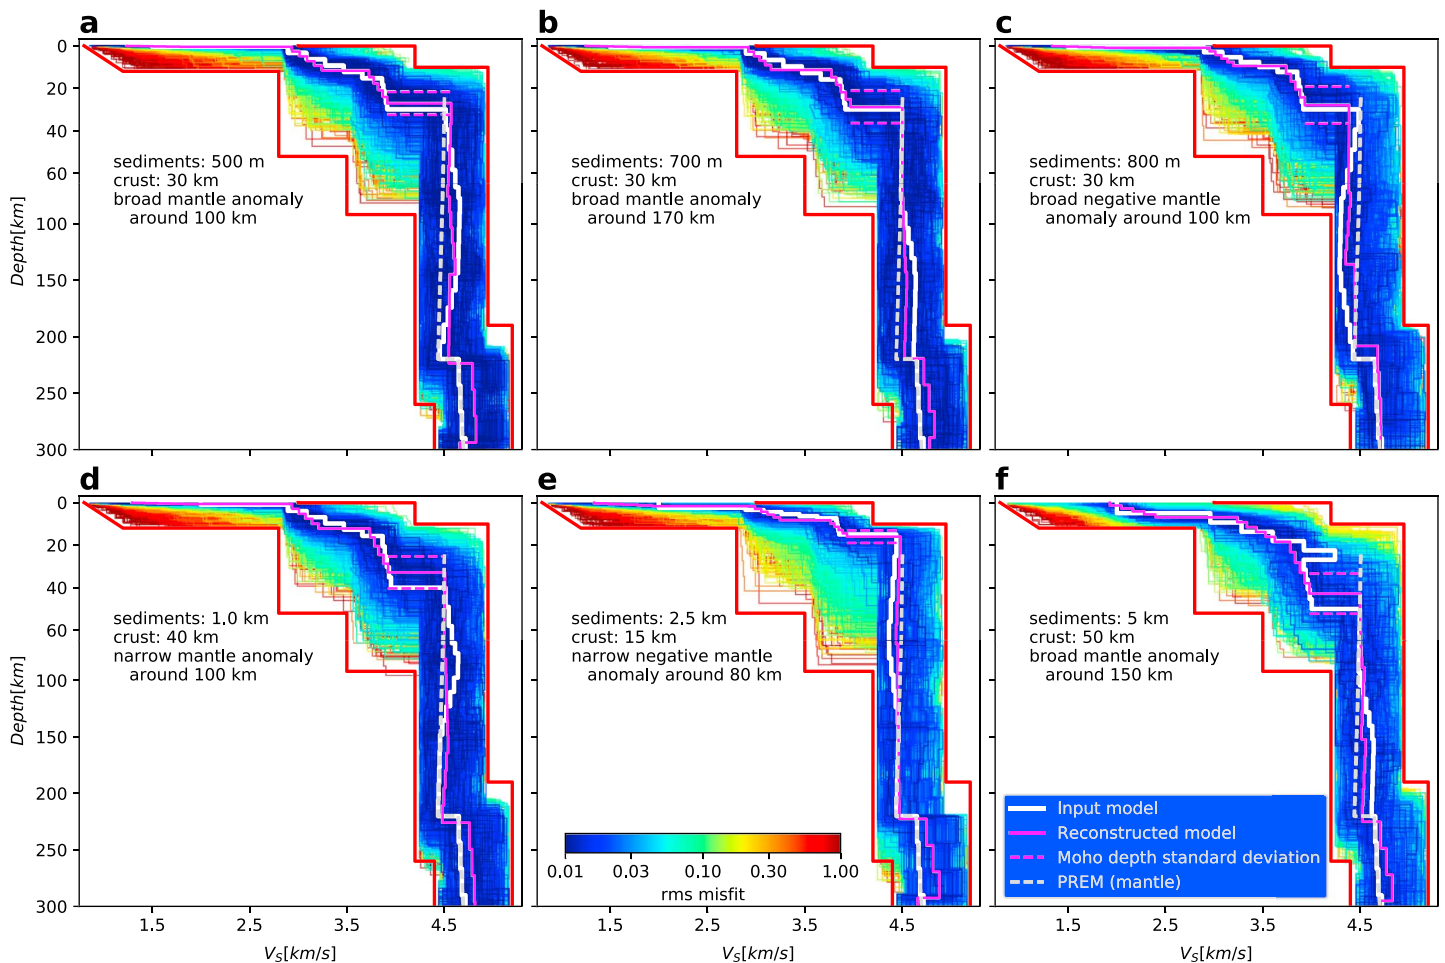 a
b
c
0
20
40
60
80
100
150
200
250
300
Depth[km]
sediments: 500 m
crust: 30 km
broad mantle anomaly
around 100 km
sediments: 700 m
crust: 30 km
broad mantle anomaly
around 170 km
sediments: 800 m
crust: 30 km
broad negative mantle
anomaly around 100 km
d
e
f
0
20
40
60
80
100
150
200
250
300
Depth[km]
sediments: 1.0 km
crust: 40 km
narrow mantle anomaly
around 100 km
sediments: 2.5 km
crust: 15 km
narrow negative mantle
anomaly around 80 km
sediments: 5 km
crust: 50 km
broad mantle anomaly
around 150 km
0.01 0.03 0.10 0.30 1.00
rms misfit
Input model
Reconstructed model
Moho depth standard deviation
PREM (mantle)
1.5 2.5 3.5 4.5
1.5 2.5 3.5 4.5
1.5 2.5 3.5 4.5
VS[km/s]
VS[km/s]
VS[km/s]